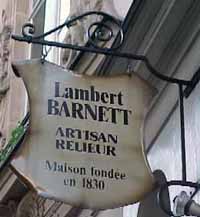 Lambert
BARNETT
ARTISAN
RELIEUR
Maison fondée
en 1830